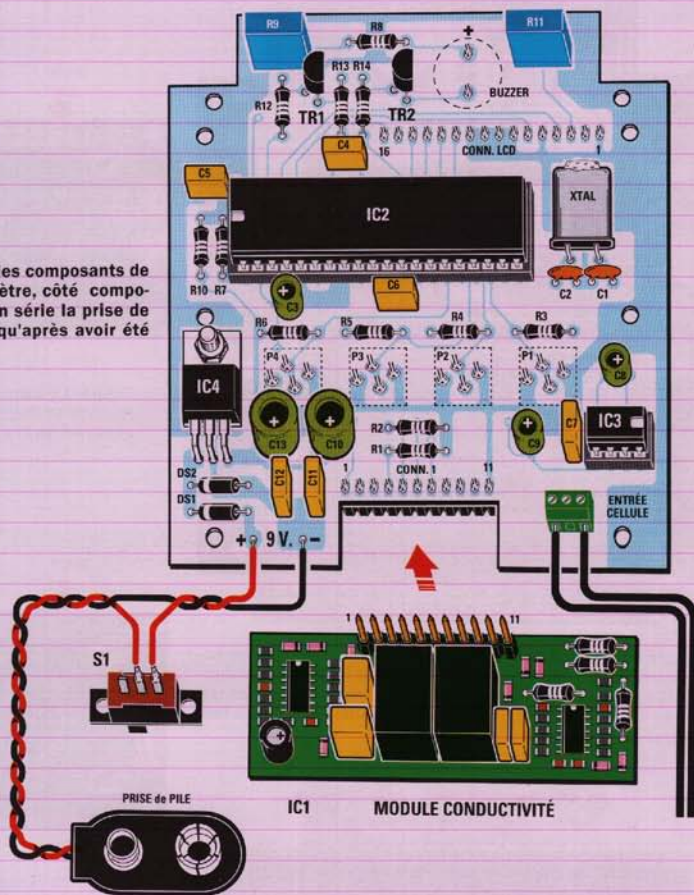 R9
R8
+
R11
R13 R14
R12
TR1
TR2
BUZZER
16
CONN. LCD
1
C4
C5
XTAL
IC2
R10 R7
C6
C2
C1
+
C3
les composants de
ètre, côté compo-
n série la prise de
qu'après avoir été
R6
R5
R4
R3
P4
P3
P2
P1
+
C8
IC4
+
C13
+
C10
R2
R1
+
C9
C7
IC3
CONN. 1
1
11
DS2
DS1
C12
C11
ENTRÉE
CELLULE
+ 9 V. -
1
11
S1
+
PRISE de PILE
IC1
MODULE CONDUCTIVITÉ